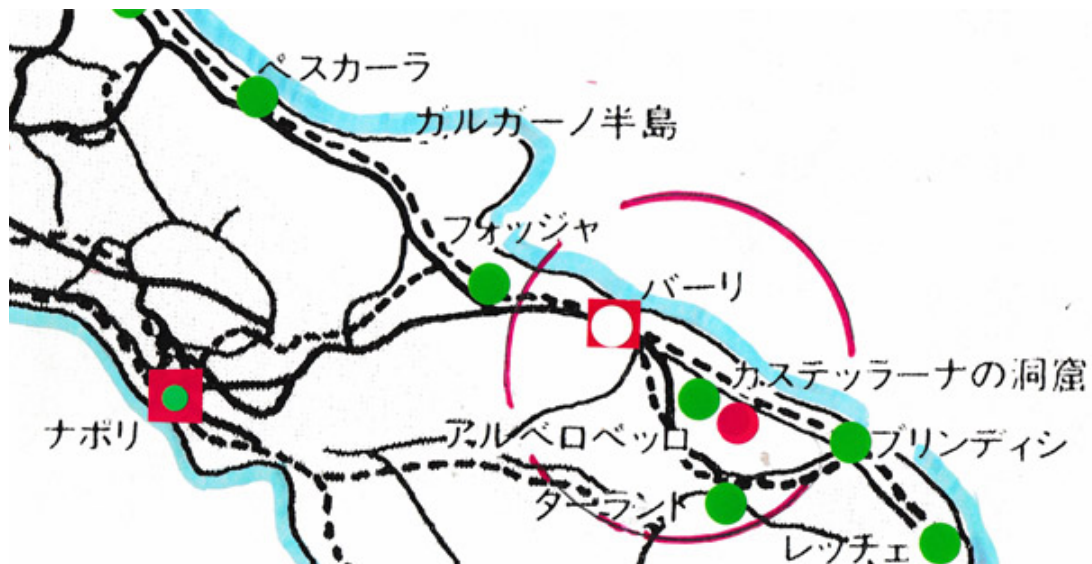 ペスカーラ
ガルガーノ半島
フォッジャ
バーリ
カステッラーナの洞窟
ナポリ
アルベロベッロ
ブリンディシ
ターラント
レッチェ